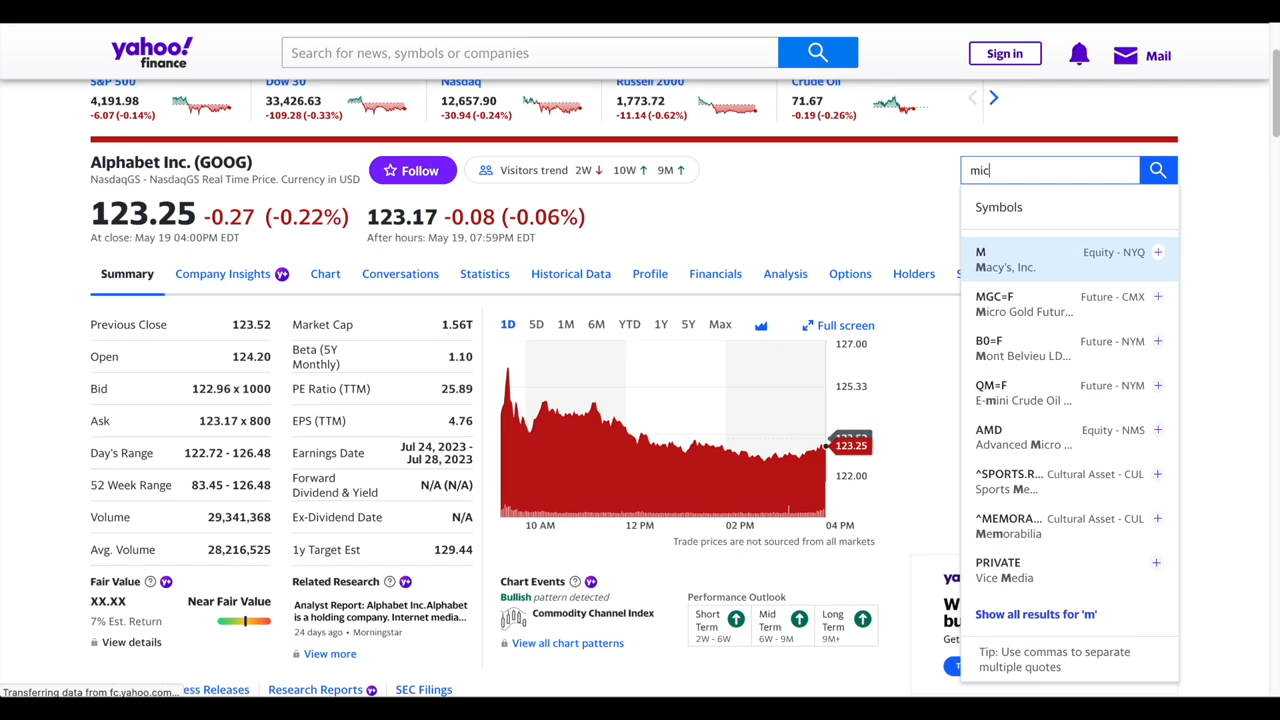 yahoo!
finance
Search for news, symbols or companies
Sign in
Mail
S&P 500
Dow 30
Nasdaq
Russell 2000
Crude Oil
4,191.98
33,426.63
12,657.90
1,773.72
71.67
-6.07 (-0.14%)
-109.28 (-0.33%)
-30.94 (-0.24%)
-11.14 (-0.62%)
-0.19 (-0.26%)
Alphabet Inc. (GOOG)
NasdaqGS - NasdaqGS Real Time Price. Currency in USD
Follow
Visitors trend 2W ↓ 10W ↑ 9M ↑
mic
123.25 -0.27 (-0.22%)
At close: May 19 04:00PM EDT
123.17 -0.08 (-0.06%)
After hours: May 19, 07:59PM EDT
Summary
Company Insights Y+
Chart
Conversations
Statistics
Historical Data
Profile
Financials
Analysis
Options
Holders
S
Previous Close 123.52
Open 124.20
Bid 122.96 x 1000
Ask 123.17 x 800
Day's Range 122.72 - 126.48
52 Week Range 83.45 - 126.48
Volume 29,341,368
Avg. Volume 28,216,525
Market Cap 1.56T
Beta (5Y
Monthly) 1.10
PE Ratio (TTM) 25.89
EPS (TTM) 4.76
Earnings Date Jul 24, 2023 -
Jul 28, 2023
Forward
Dividend & Yield N/A (N/A)
Ex-Dividend Date N/A
1y Target Est 129.44
1D 5D 1M 6M YTD 1Y 5Y Max
Full screen
127.00
125.33
123.25
122.00
10 AM
12 PM
02 PM
04 PM
Trade prices are not sourced from all markets
Fair Value ? Y+
XX.XX
Near Fair Value
7% Est. Return
View details
Related Research ? Y+
Analyst Report: Alphabet Inc.Alphabet
is a holding company. Internet media...
24 days ago • Morningstar
View more
Chart Events ? Y+
Bullish pattern detected
Commodity Channel Index
View all chart patterns
Performance Outlook
Short
Term
2W - 6W
Mid
Term
6W - 9M
Long
Term
9M+
Symbols
M Equity - NYQ +
Macy's, Inc.
MGC=F Future - CMX +
Micro Gold Futur...
B0=F Future - NYM +
Mont Belvieu LD...
QM=F Future - NYM +
E-mini Crude Oil ...
AMD Equity - NMS +
Advanced Micro ...
^SPORTS.R... Cultural Asset - CUL +
Sports Me...
^MEMORA... Cultural Asset - CUL +
Memorabilia
PRIVATE +
Vice Media
Show all results for 'm'
Tip: Use commas to separate
multiple quotes
Transferring data from fc.yahoo.com...
ess Releases
Research Reports Y+
SEC Filings